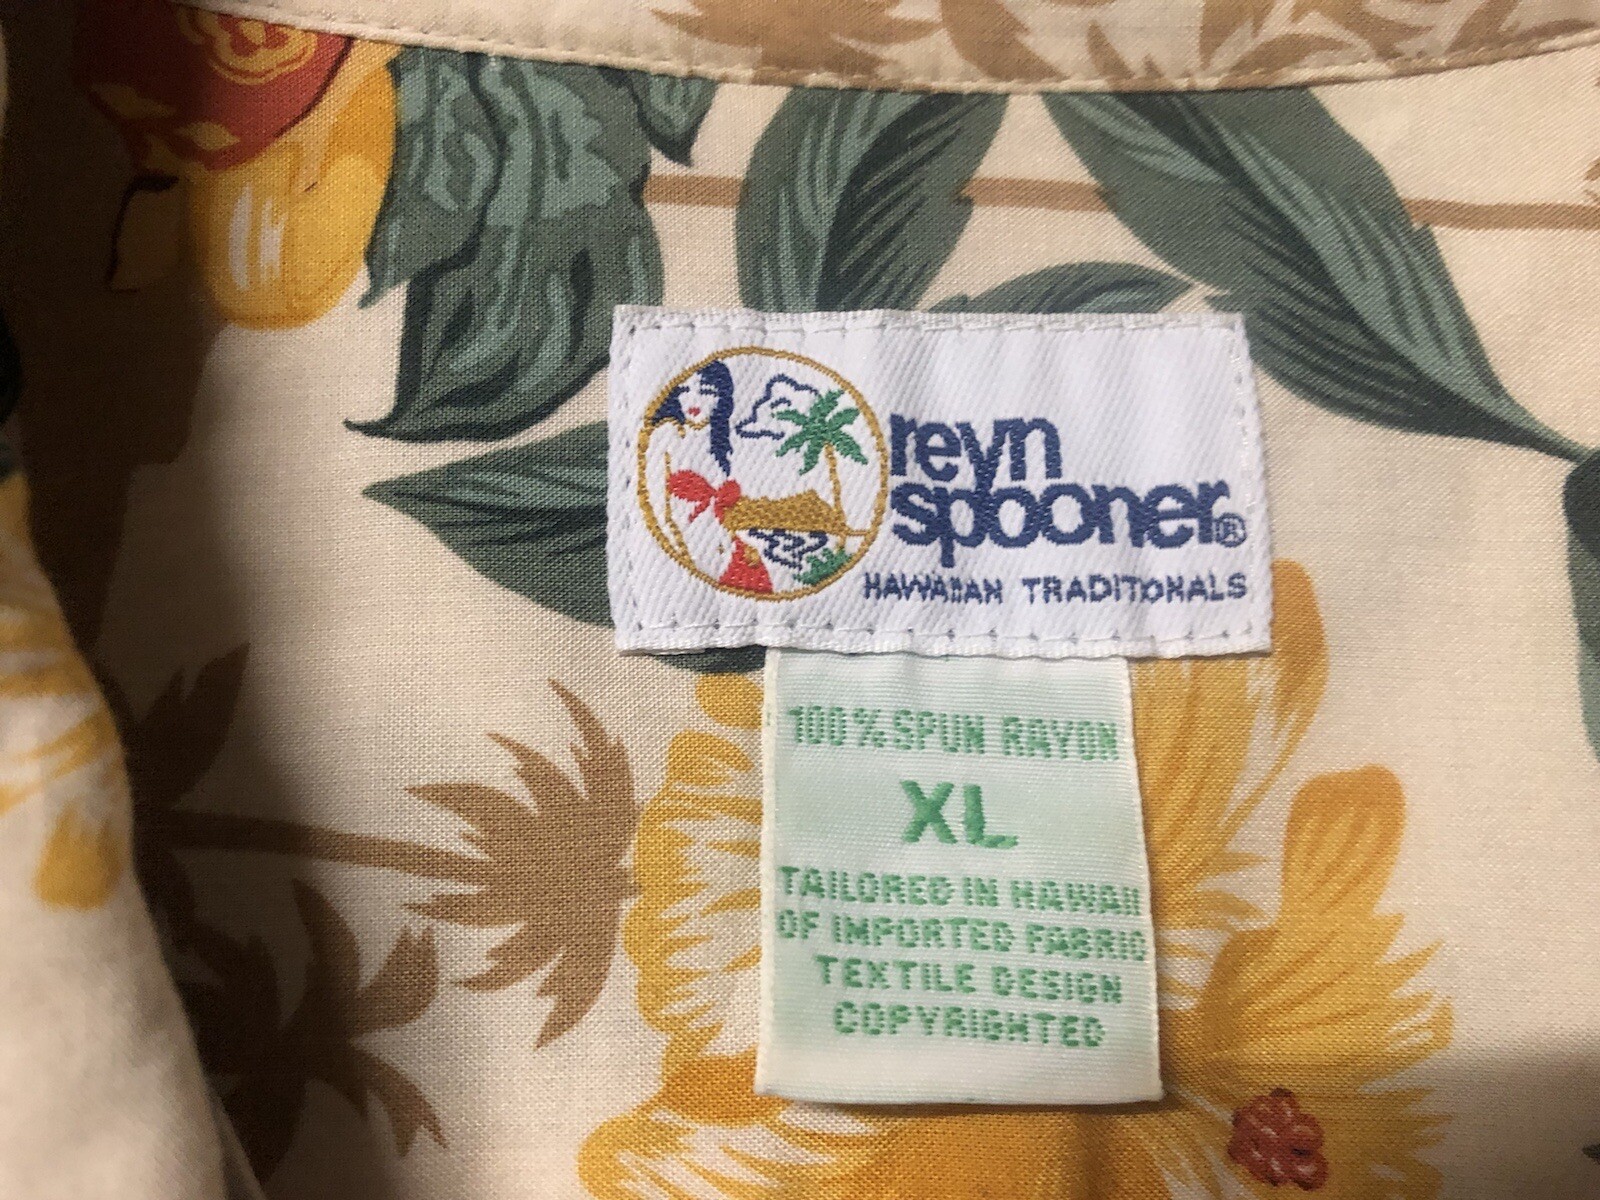 reyn
spooner®
HAWAIIAN TRADITIONALS
100% SPUN RAYON
XL
TAILORED IN HAWAII
OF IMPORTED FABRIC
TEXTILE DESIGN
COPYRIGHTED